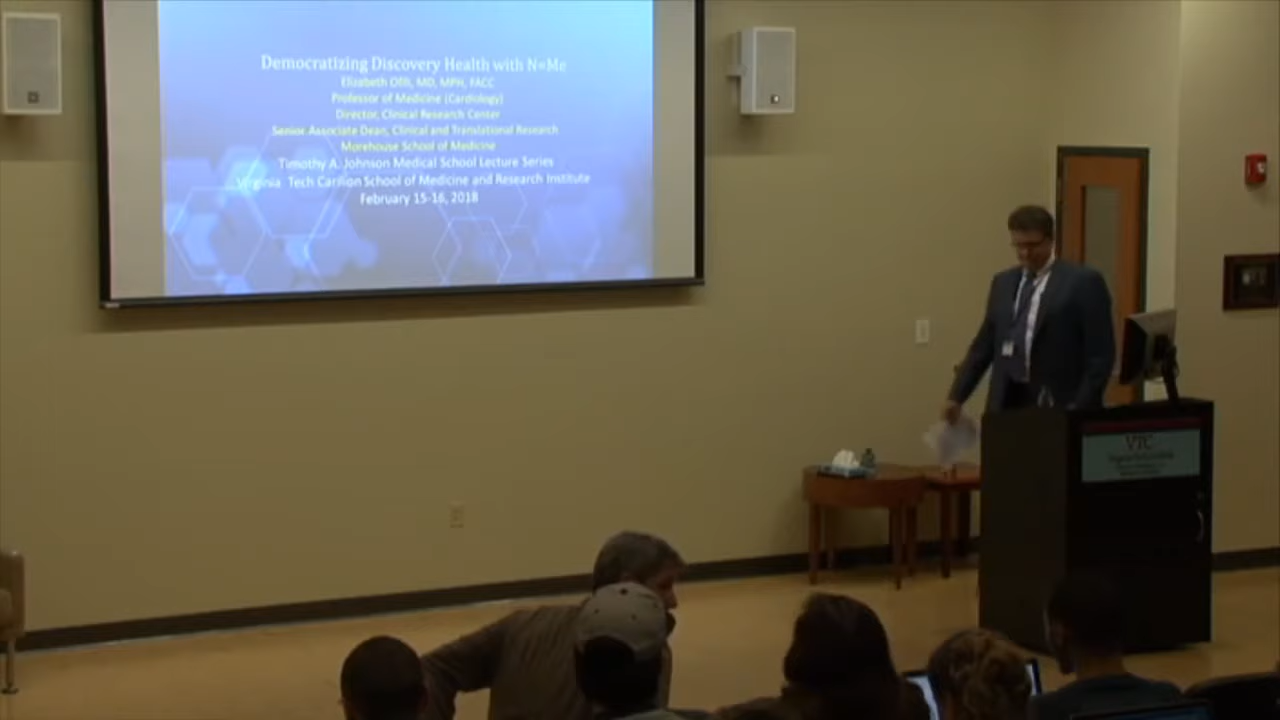 Democratizing Discovery Health with N=Me
Elizabeth Ofili, MD, MPH, FACC
Professor of Medicine (Cardiology)
Director, Clinical Research Center
Senior Associate Dean, Clinical and Translational Research
Morehouse School of Medicine
Timothy A. Johnson Medical School Lecture Series
Virginia Tech Carilion School of Medicine and Research Institute
February 15-16, 2018
VTC